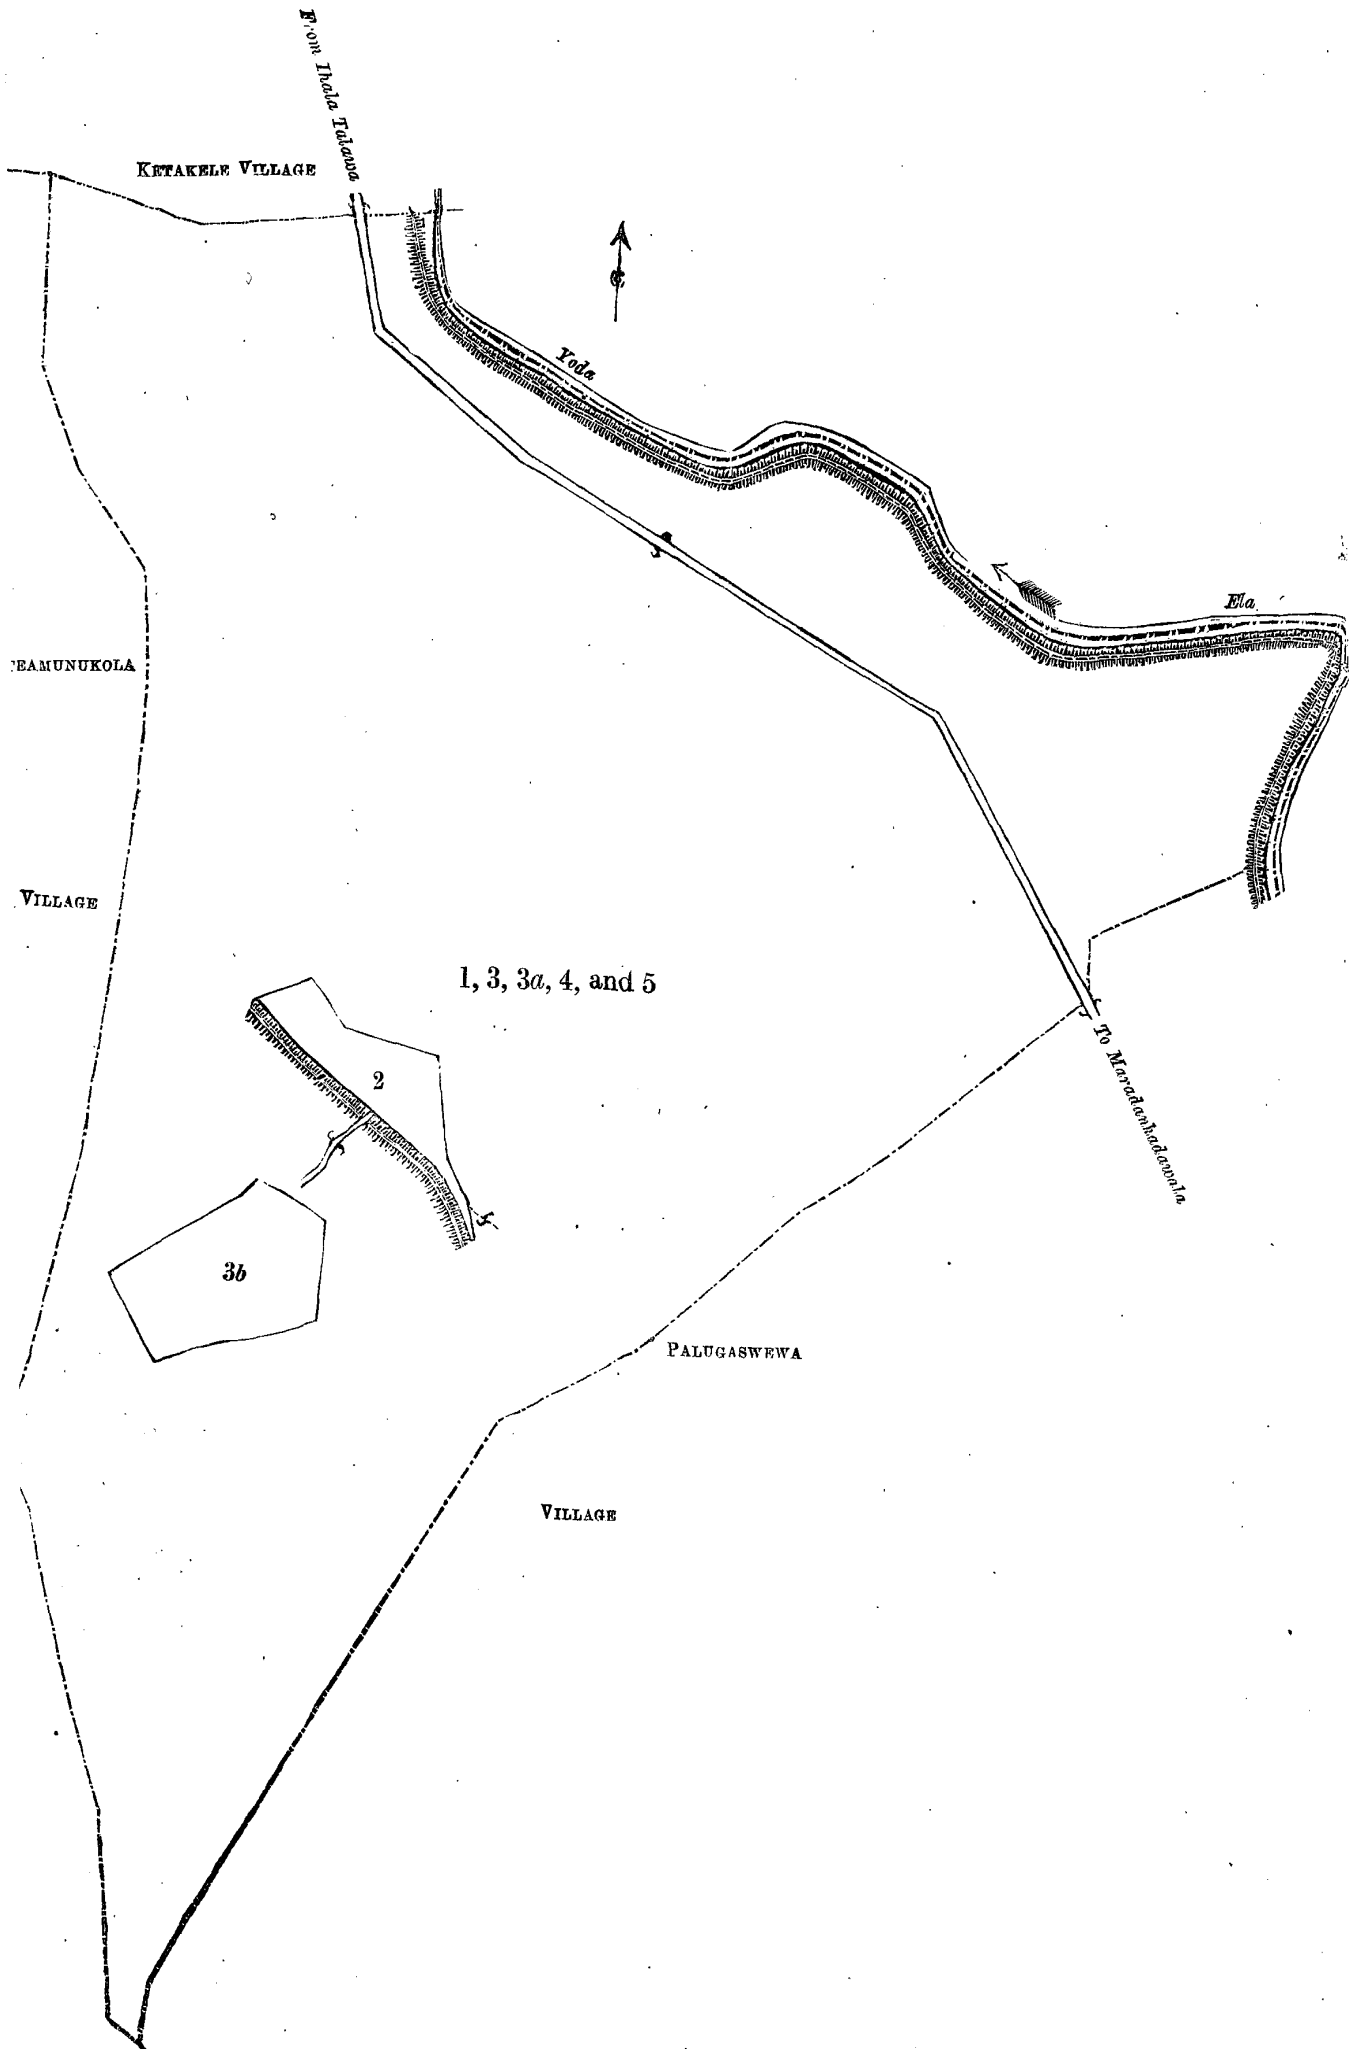 From Ihala Talawa
KETAKELE VILLAGE
Yoda
Ela
EAMUNUKOLA
VILLAGE
1, 3, 3a, 4, and 5
2
To Maradankadawala
3b
PALUGASWEWA
VILLAGE